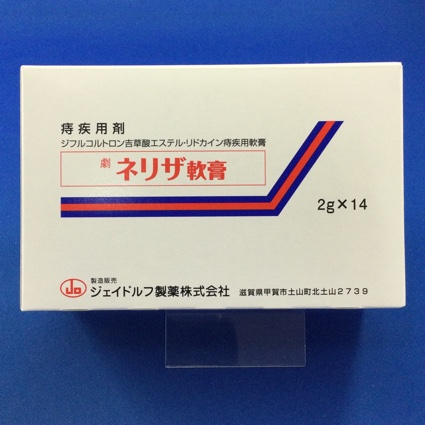 痔疾用剤
ジフルコルトロン吉草酸エステル・リドカイン痔疾用軟膏
劇 ネリザ軟膏
2g×14
JD
製造販売
ジェイドルフ製薬株式会社 滋賀県甲賀市土山町北土山2739